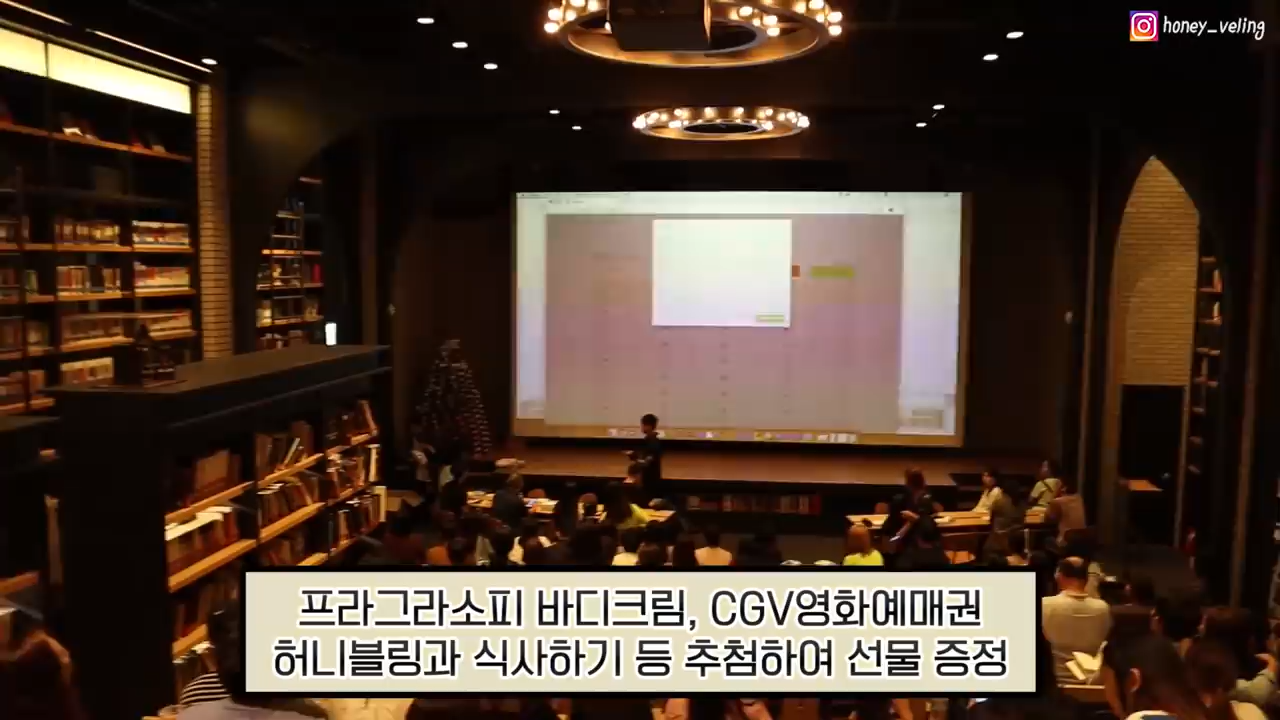 honey_veling
프라그라소피 바디크림, CGV영화예매권
허니블링과 식사하기 등 추첨하여 선물 증정